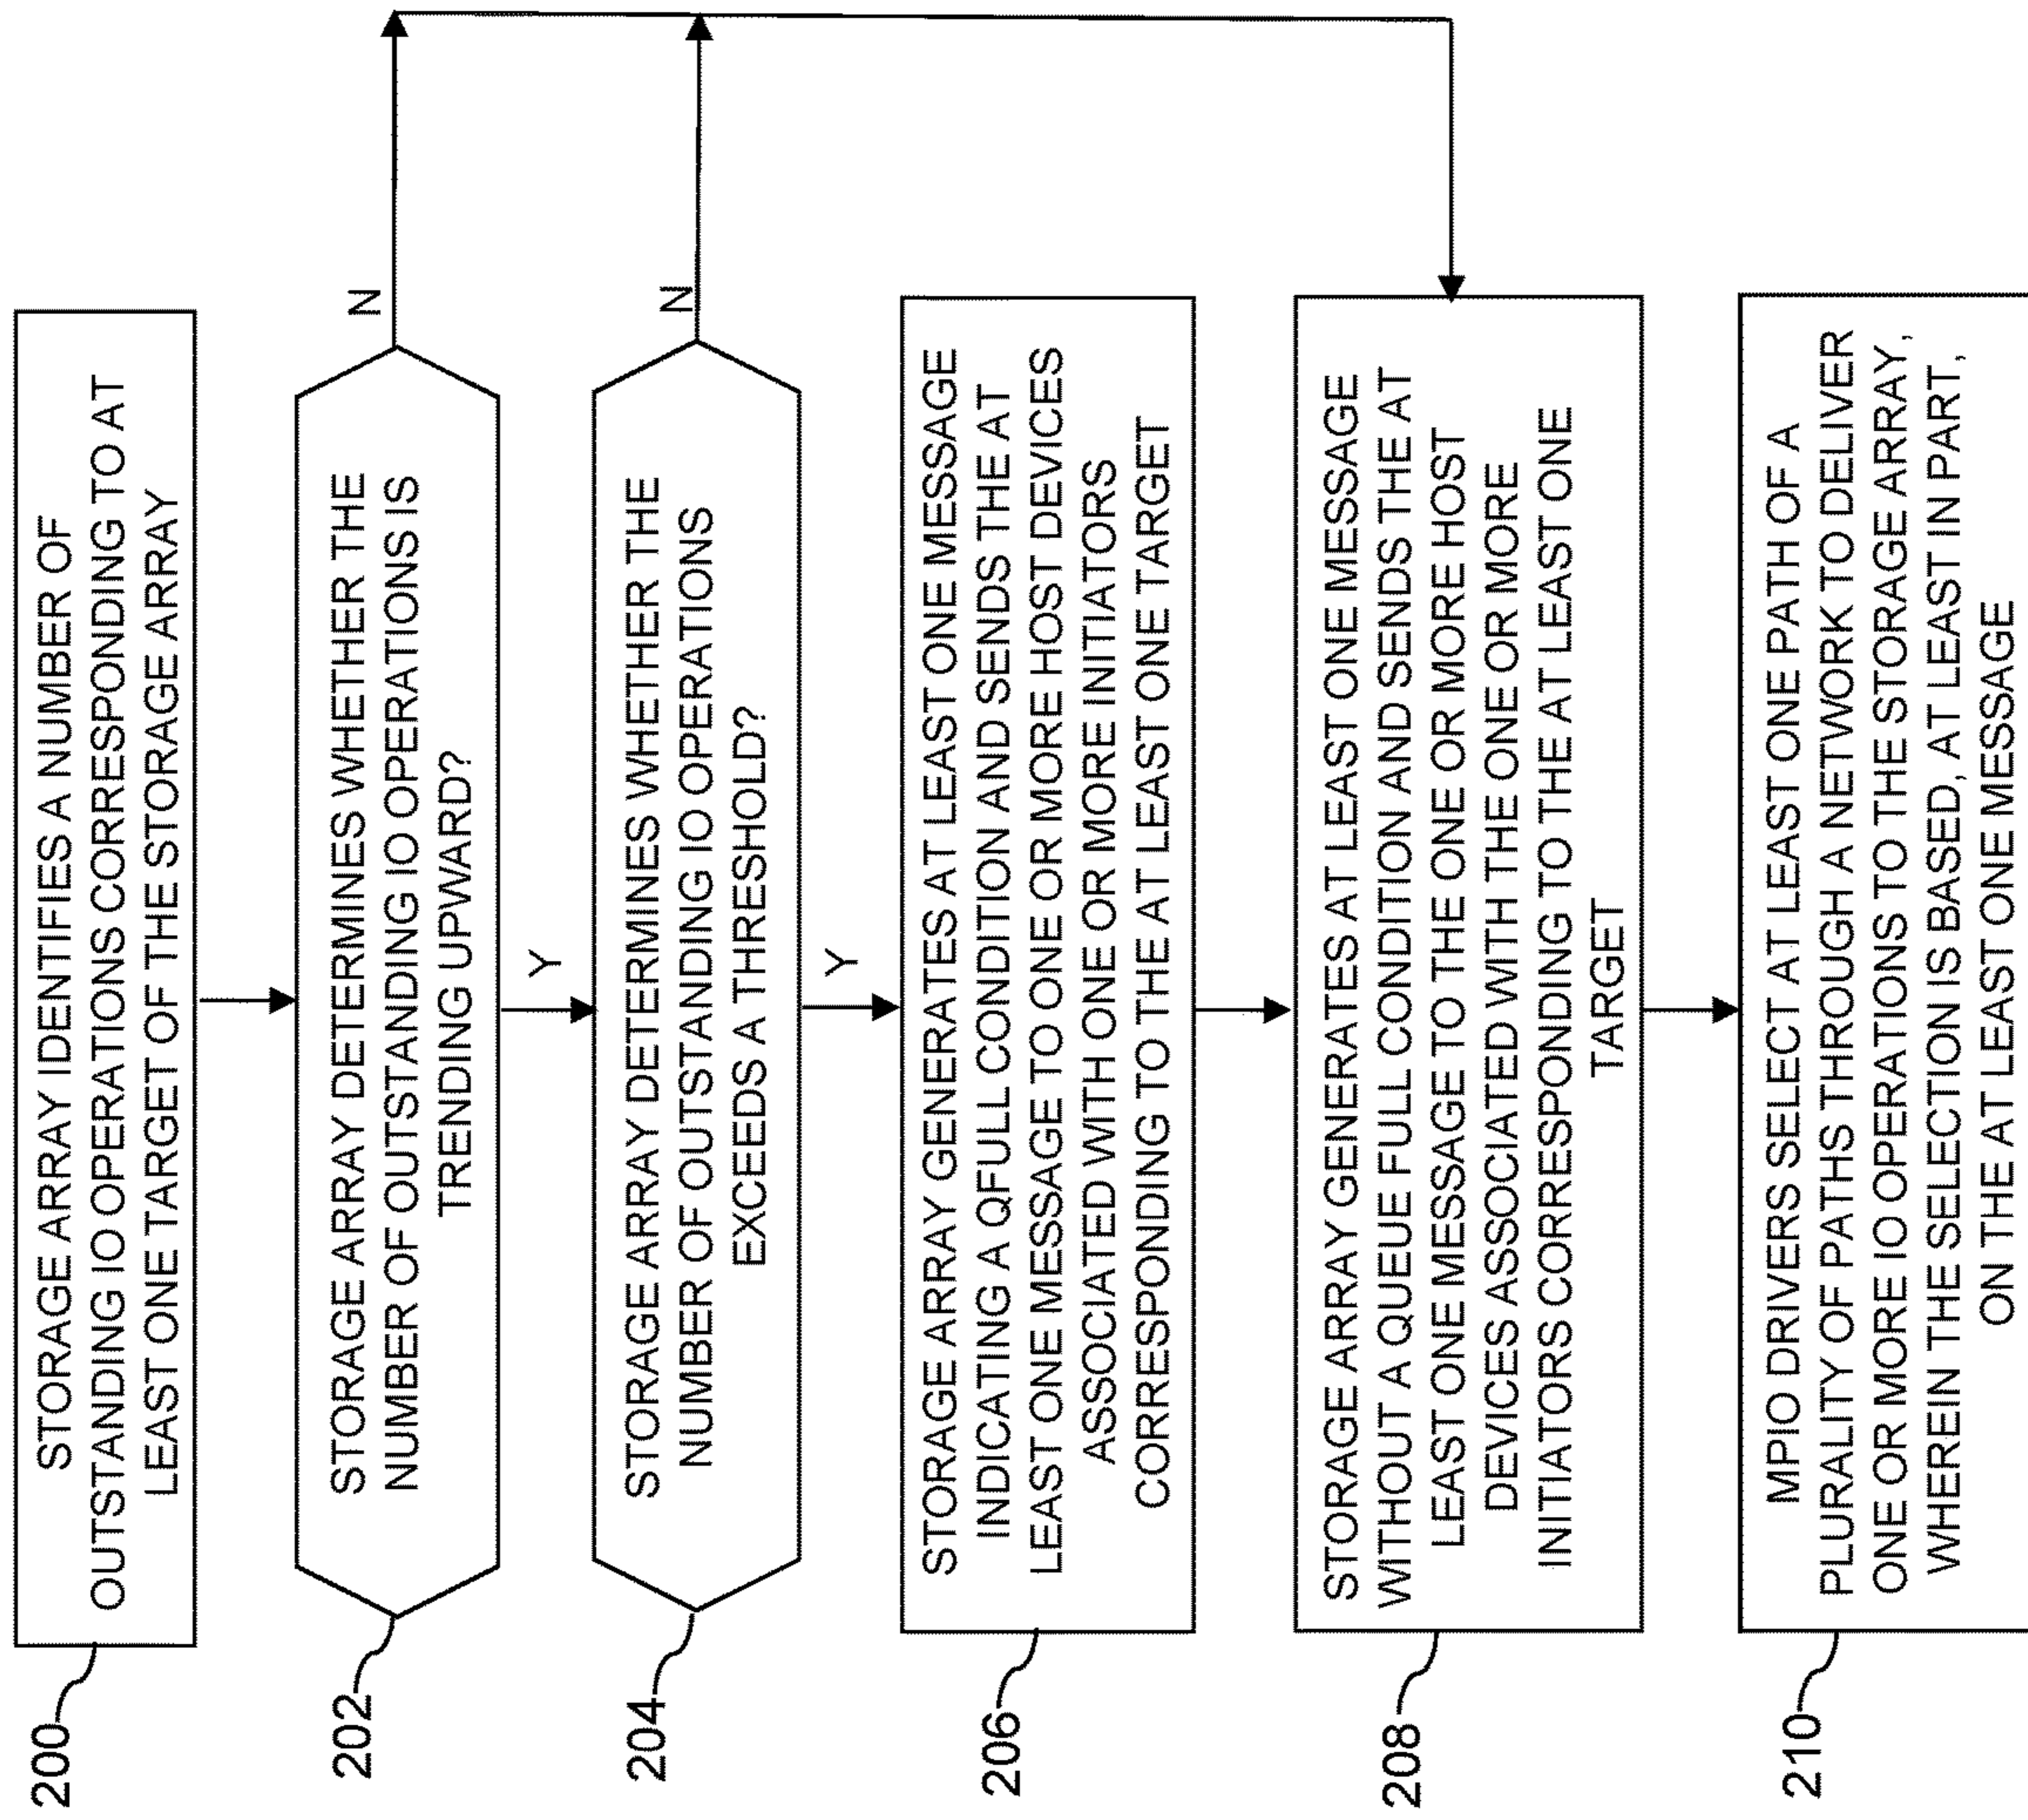 200
STORAGE ARRAY IDENTIFIES A NUMBER OF
OUTSTANDING IO OPERATIONS CORRESPONDING TO AT
LEAST ONE TARGET OF THE STORAGE ARRAY
202
STORAGE ARRAY DETERMINES WHETHER THE
NUMBER OF OUTSTANDING IO OPERATIONS IS
TRENDING UPWARD?
N
Y
204
STORAGE ARRAY DETERMINES WHETHER THE
NUMBER OF OUTSTANDING IO OPERATIONS
EXCEEDS A THRESHOLD?
N
Y
206
STORAGE ARRAY GENERATES AT LEAST ONE MESSAGE
INDICATING A QFULL CONDITION AND SENDS THE AT
LEAST ONE MESSAGE TO ONE OR MORE HOST DEVICES
ASSOCIATED WITH ONE OR MORE INITIATORS
CORRESPONDING TO THE AT LEAST ONE TARGET
208
STORAGE ARRAY GENERATES AT LEAST ONE MESSAGE
WITHOUT A QUEUE FULL CONDITION AND SENDS THE AT
LEAST ONE MESSAGE TO THE ONE OR MORE HOST
DEVICES ASSOCIATED WITH THE ONE OR MORE
INITIATORS CORRESPONDING TO THE AT LEAST ONE
TARGET
210
MPIO DRIVERS SELECT AT LEAST ONE PATH OF A
PLURALITY OF PATHS THROUGH A NETWORK TO DELIVER
ONE OR MORE IO OPERATIONS TO THE STORAGE ARRAY,
WHEREIN THE SELECTION IS BASED, AT LEAST IN PART,
ON THE AT LEAST ONE MESSAGE